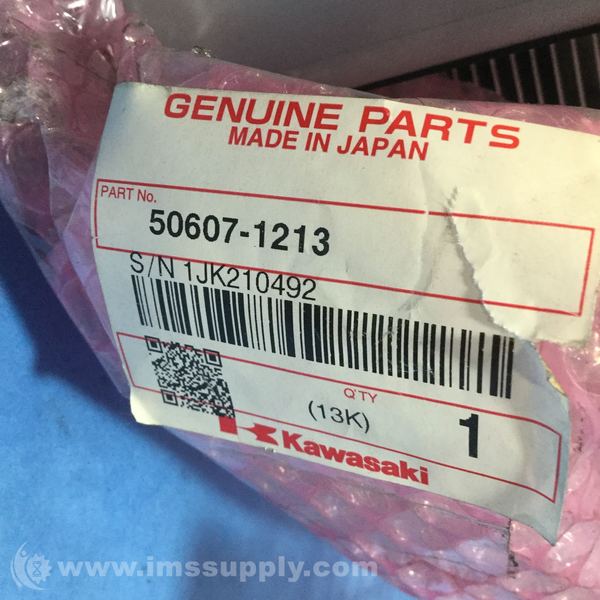 GENUINE PARTS
MADE IN JAPAN
PART No.
50607-1213
S/N 1JK210492
Q'TY
(13K)
1
Kawasaki
www.imssupply.com